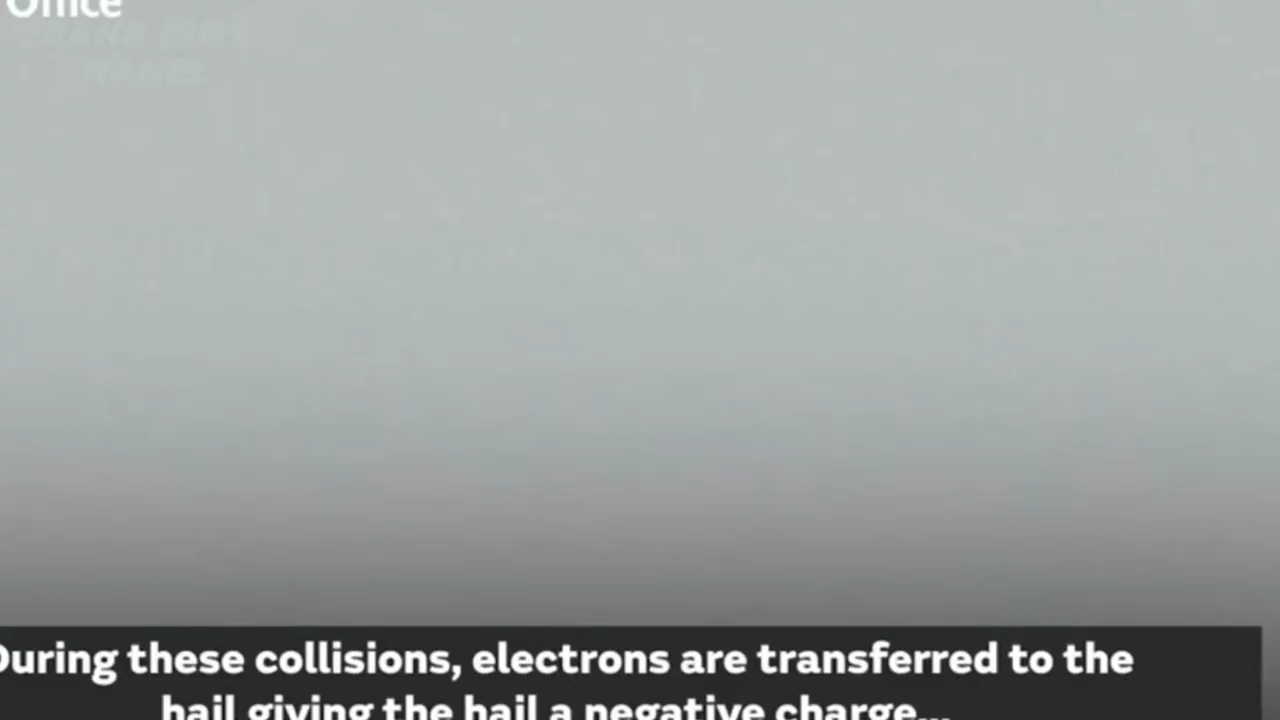 Office
During these collisions, electrons are transferred to the
hail giving the hail a negative charge...